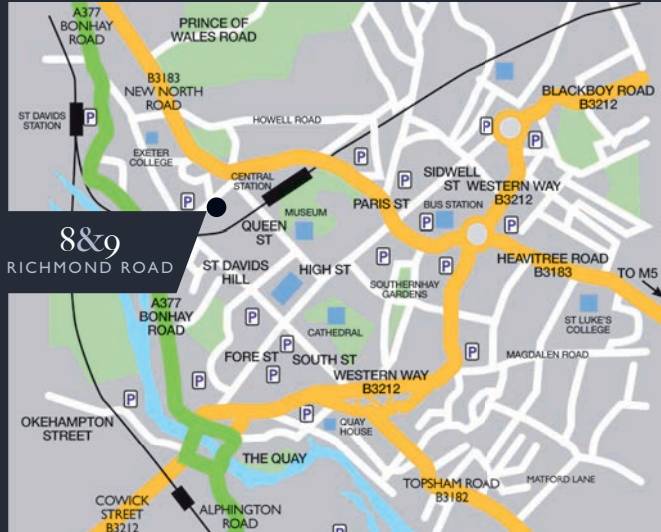 A377
BONHAY
ROAD
PRINCE OF
WALES ROAD
B3183
NEW NORTH
ROAD
BLACKBOY ROAD
B3212
ST DAVIDS
STATION
P
HOWELL ROAD
P
P
EXETER
COLLEGE
P
CENTRAL
STATION
P
SIDWELL
ST
WESTERN WAY
B3212
P
MUSEUM
PARIS ST
BUS STATION
P
P
QUEEN
ST
8&9
RICHMOND ROAD
ST DAVIDS
HILL
HIGH ST
P
P
HEAVITREE ROAD
B3183
TO M5
SOUTHERNHAY
GARDENS
A377
BONHAY
ROAD
P
CATHEDRAL
ST LUKE'S
COLLEGE
FORE ST
P
SOUTH ST
P
MAGDALEN ROAD
P
P
WESTERN WAY
B3212
P
P
OKEHAMPTON
STREET
QUAY
HOUSE
THE QUAY
TOPSHAM ROAD
B3182
MATFORD LANE
COWICK
STREET
B3212
ALPHINGTON
ROAD
P